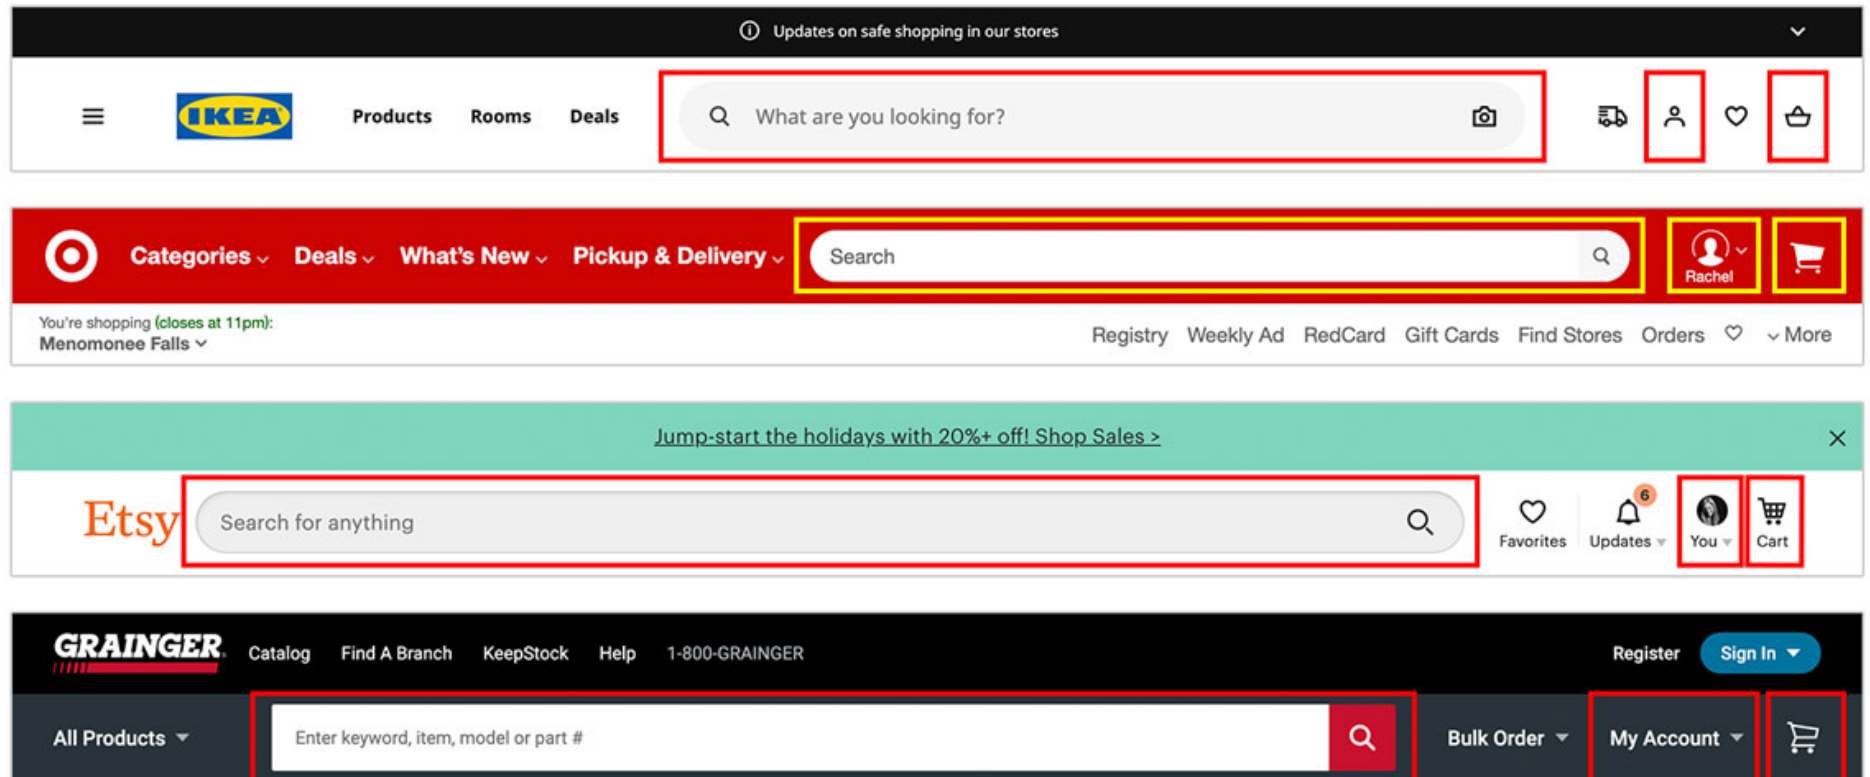 Updates on safe shopping in our stores
IKEA Products Rooms Deals What are you looking for?
Categories Deals What's New Pickup & Delivery Search
Rachel
You're shopping (closes at 11pm):
Menomonee Falls
Registry Weekly Ad RedCard Gift Cards Find Stores Orders More
Jump-start the holidays with 20%+ off! Shop Sales >
Etsy Search for anything
6
Favorites Updates You Cart
GRAINGER Catalog Find A Branch KeepStock Help 1-800-GRAINGER Register Sign In
All Products Enter keyword, item, model or part # Bulk Order My Account